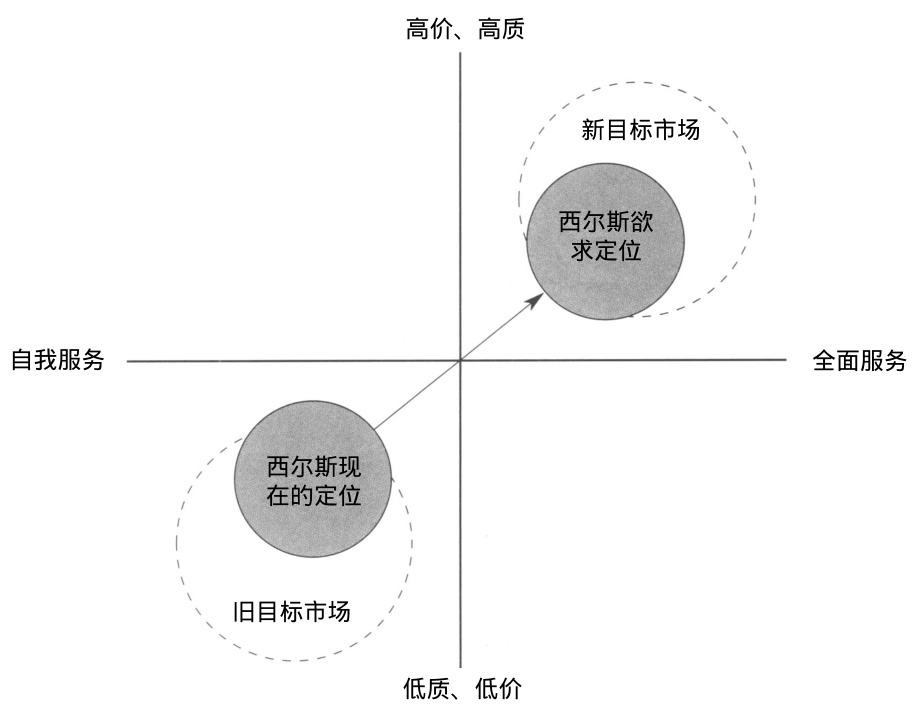 高价、高质
新目标市场
西尔斯欲
求定位
自我服务
全面服务
西尔斯现
在的定位
旧目标市场
低质、低价